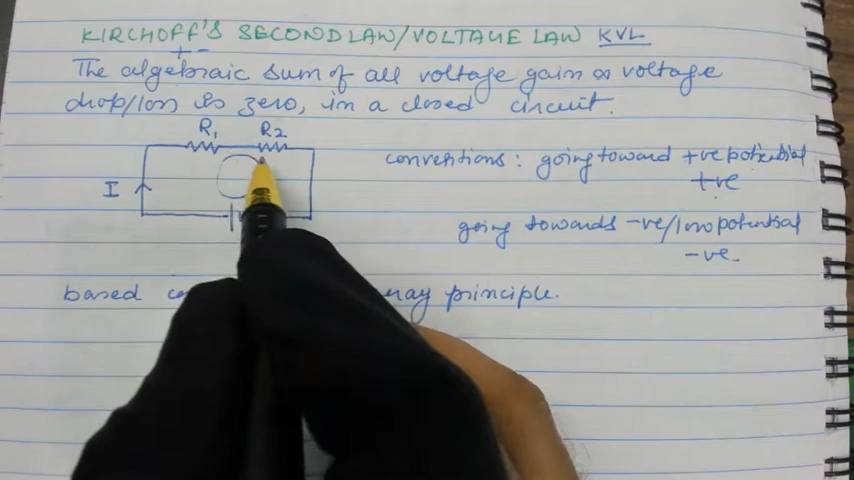 KIRCHOFF'S SECOND LAW/VOLTAGE LAW KVL
+ -
The algebraic sum of all voltage gain or voltage
drop/loss is zero, in a closed circuit.
R1 R2
I
conventions: going toward +ve potential
+ve
going towards -ve/low potential
-ve.
based principle.